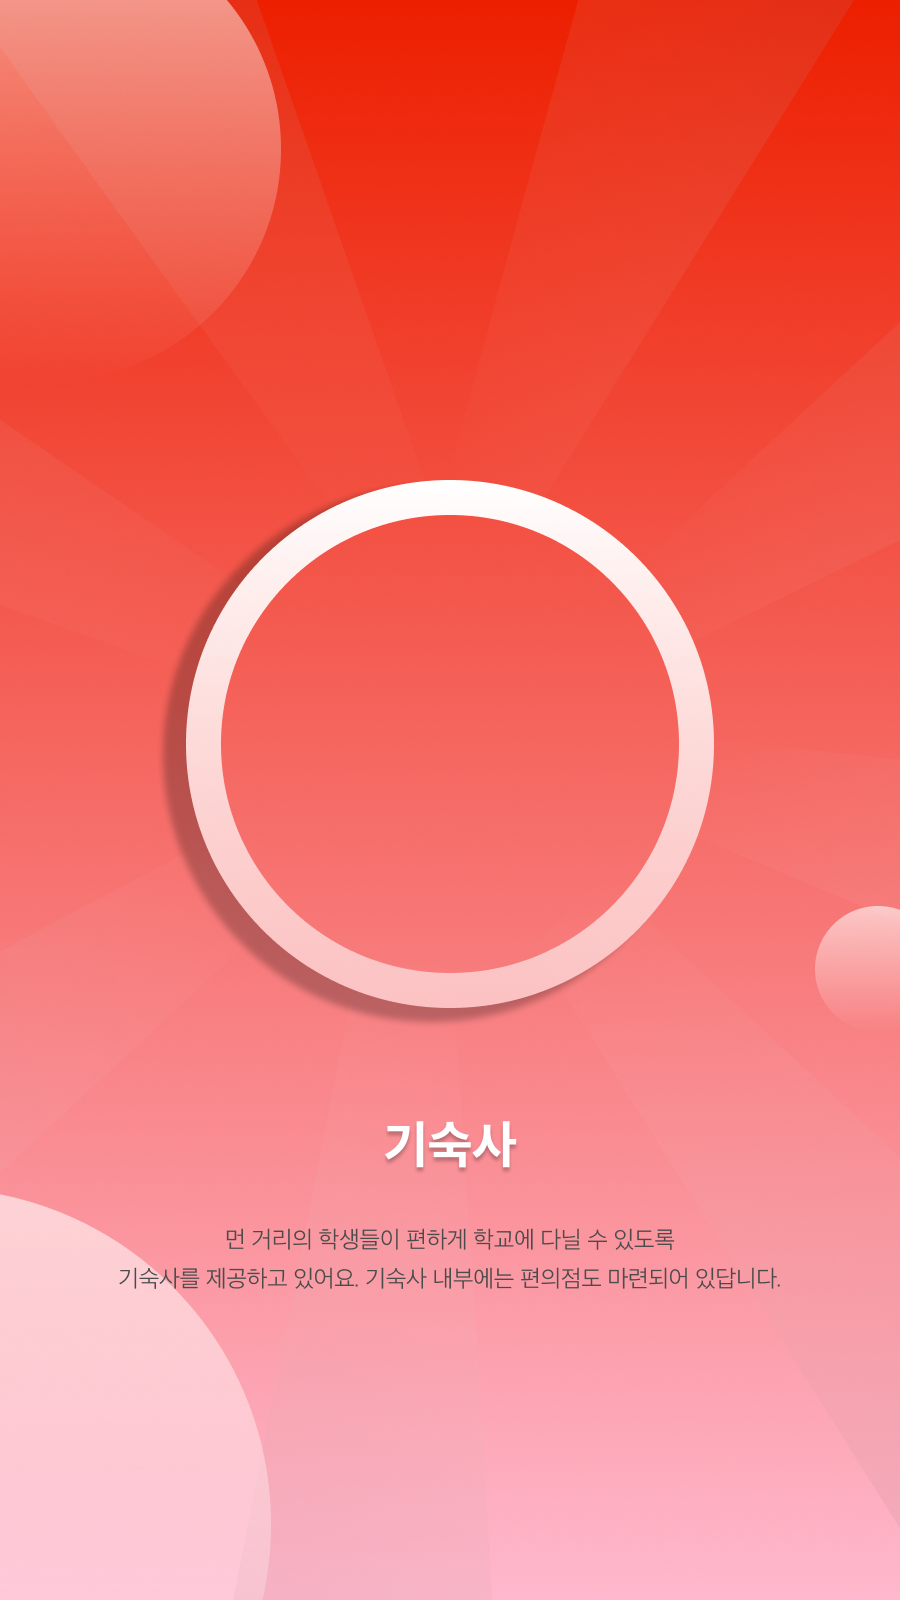 기숙사
먼 거리의 학생들이 편하게 학교에 다닐 수 있도록
기숙사를 제공하고 있어요. 기숙사 내부에는 편의점도 마련되어 있답니다.